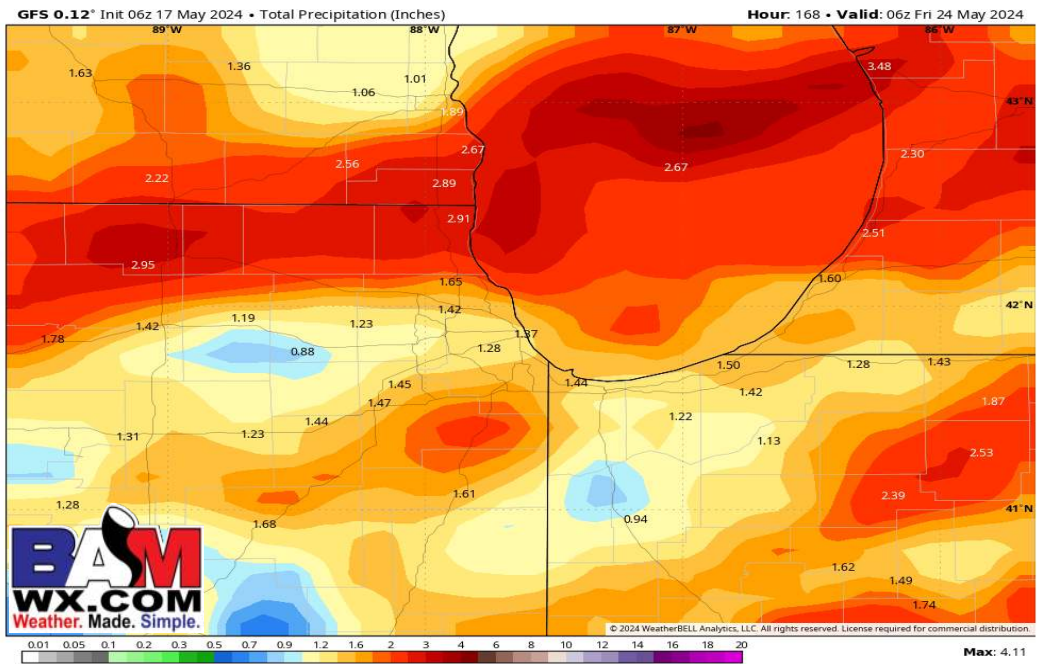 GFS 0.12° Init 06z 17 May 2024 • Total Precipitation (Inches) Hour: 168 • Valid: 06z Fri 24 May 2024
89°W 88°W 87°W 86°W
1.63 1.36 1.01 3.48
1.06 43°N
1.89
2.67 2.30
2.56 2.67
2.22 2.89
2.91
2.51
2.95
1.65 1.60
1.42 42°N
1.42 1.19 1.23
1.78 1.37
0.88 1.28
1.50 1.28 1.43
1.45 1.44 1.42
1.47 1.87
1.44 1.22
1.31 1.23 1.13
2.53
1.28 1.61 2.39
41°N
1.68 0.94
BAM
WX.COM
Weather. Made. Simple.
1.62
1.49
1.74
© 2024 WeatherBELL Analytics, LLC. All rights reserved. License required for commercial distribution.
0.01 0.05 0.1 0.2 0.3 0.5 0.7 0.9 1.2 1.6 2 3 4 6 8 10 12 14 16 18 20
Max: 4.11